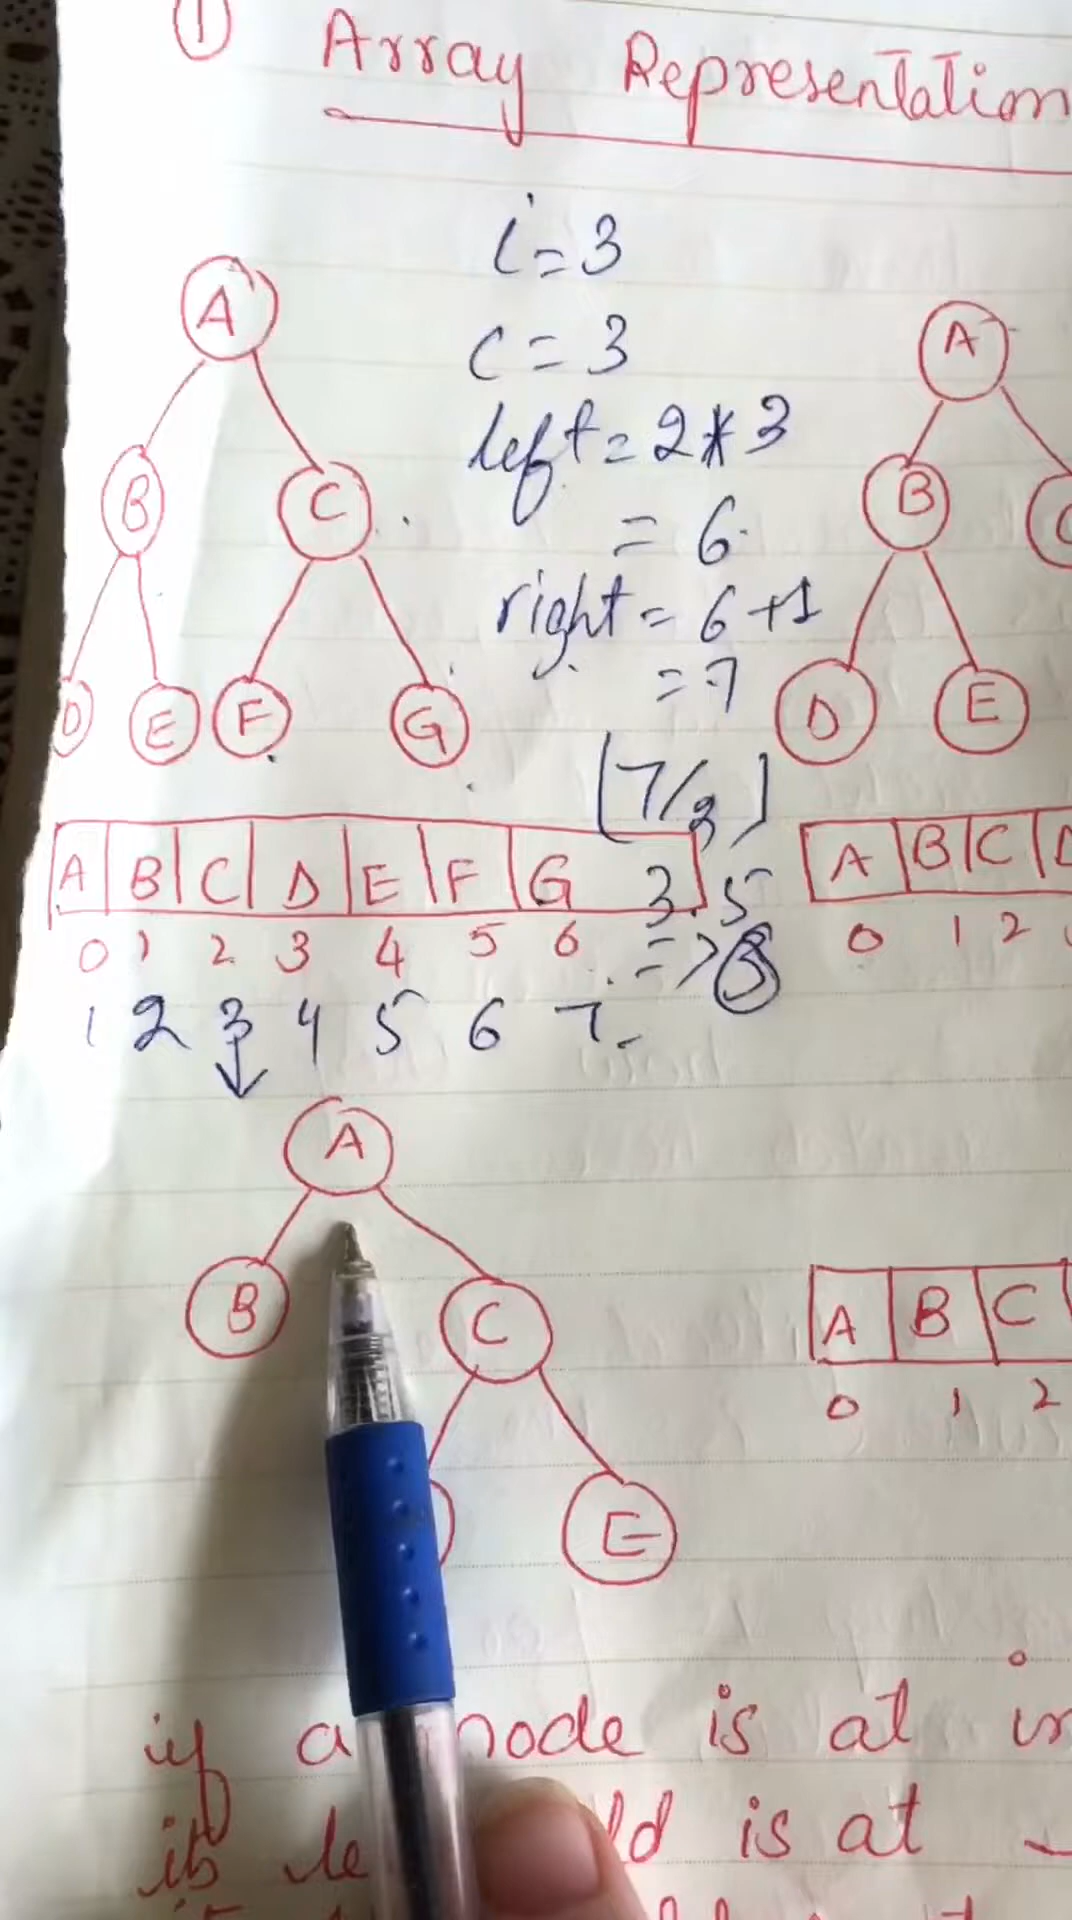 1 Array Representation
i = 3
c = 3
left = 2 * 3
= 6
right = 6 + 1
= 7
[7/2]
3.5
=> 3
A
B C
D E F G
A B C D E F G
0 1 2 3 4 5 6
1 2 3 4 5 6 7
A
B C
D E
A B C D
0 1 2
A
B C
E
A B C
0 1 2
if a node is at
its is at